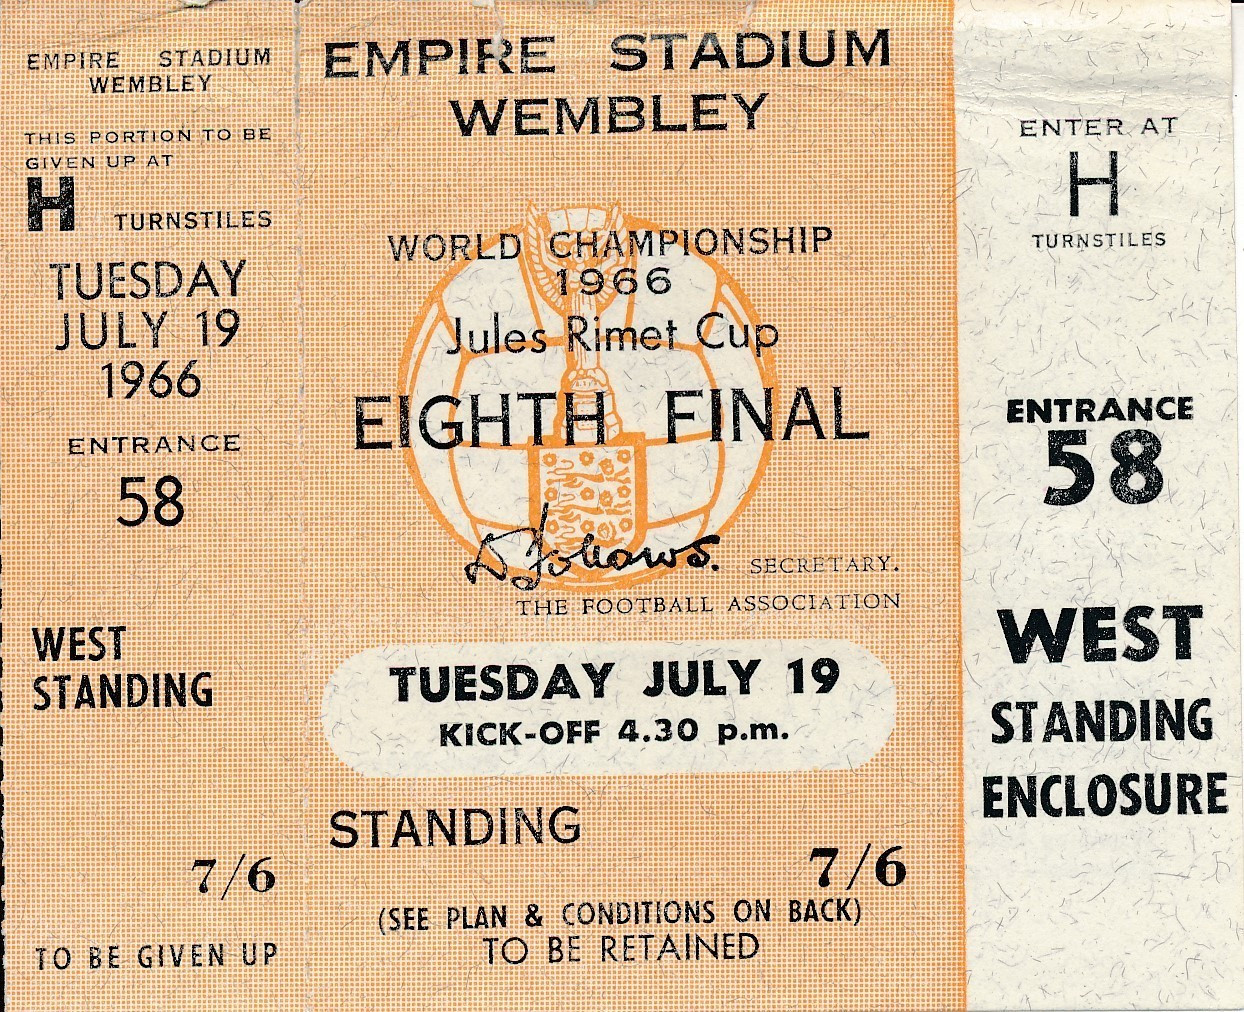 EMPIRE STADIUM
WEMBLEY
THIS PORTION TO BE
GIVEN UP AT
H TURNSTILES
TUESDAY
JULY 19
1966
ENTRANCE
58
WEST
STANDING
7/6
TO BE GIVEN UP
EMPIRE STADIUM
WEMBLEY
WORLD CHAMPIONSHIP
1966
Jules Rimet Cup
EIGHTH FINAL
D Follows. SECRETARY.
THE FOOTBALL ASSOCIATION
TUESDAY JULY 19
KICK-OFF 4.30 p.m.
STANDING
7/6
(SEE PLAN & CONDITIONS ON BACK)
TO BE RETAINED
ENTER AT
H
TURNSTILES
ENTRANCE
58
WEST
STANDING
ENCLOSURE